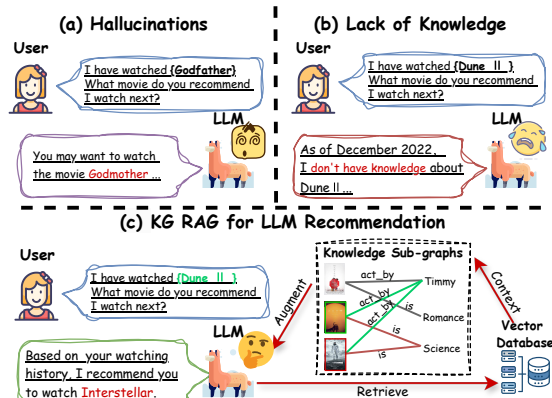 (a) Hallucinations
User
I have watched {Godfather}
What movie do you recommend
I watch next?
LLM
You may want to watch
the movie Godmother ...
(b) Lack of Knowledge
User
I have watched {Dune II }
What movie do you recommend
I watch next?
LLM
As of December 2022,
I don't have knowledge about
Dune II ...
(c) KG RAG for LLM Recommendation
User
I have watched {Dune II }
What movie do you recommend
I watch next?
LLM
Based on your watching
history, I recommend you
to watch Interstellar.
Augment
Knowledge Sub-graphs
act_by
Timmy
act_by
act_by
is
Romance
is
is
Science
Context
Vector
Database
Retrieve